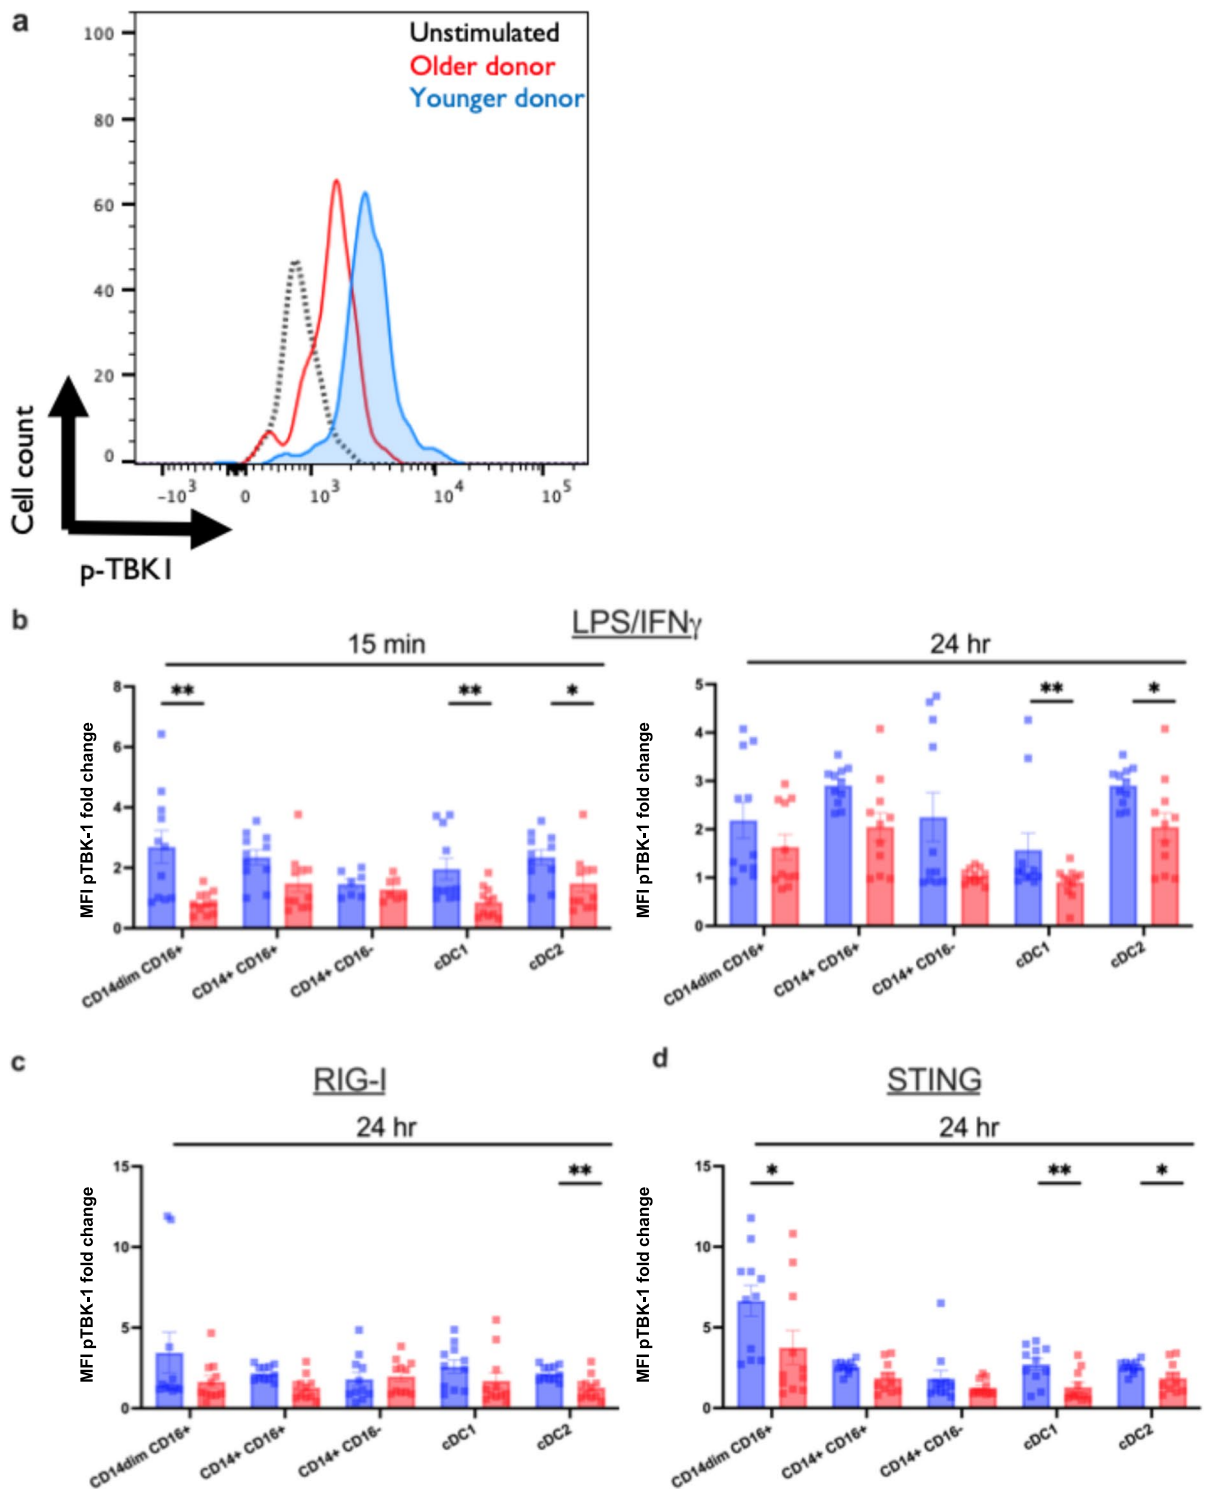 a
Unstimulated
Older donor
Younger donor
100
80
60
40
20
0
-10³ 0 10³ 10⁴ 10⁵
Cell count
p-TBK1
b
LPS/IFNγ
15 min
24 hr
MFI pTBK-1 fold change
8
6
4
2
0
** ** *
CD14dim CD16+
CD14+ CD16+
CD14+ CD16-
cDC1
cDC2
MFI pTBK-1 fold change
5
4
3
2
1
0
** *
CD14dim CD16+
CD14+ CD16+
CD14+ CD16-
cDC1
cDC2
c
RIG-I
24 hr
MFI pTBK-1 fold change
15
10
5
0
**
CD14dim CD16+
CD14+ CD16+
CD14+ CD16-
cDC1
cDC2
d
STING
24 hr
MFI pTBK-1 fold change
15
10
5
0
* ** *
CD14dim CD16+
CD14+ CD16+
CD14+ CD16-
cDC1
cDC2